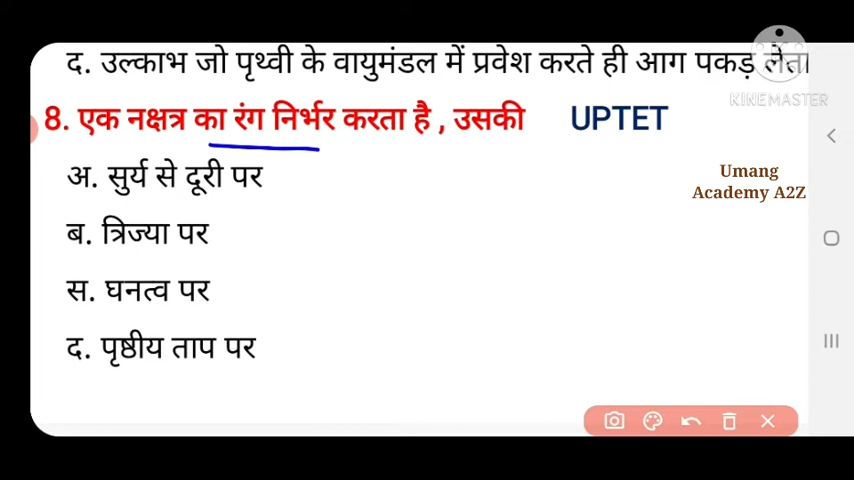 द. उल्काभ जो पृथ्वी के वायुमंडल में प्रवेश करते ही आग पकड़ लेता
KINEMASTER
8. एक नक्षत्र का रंग निर्भर करता है , उसकी UPTET
अ. सुर्य से दूरी पर
Umang
Academy A2Z
ब. त्रिज्या पर
स. घनत्व पर
द. पृष्ठीय ताप पर